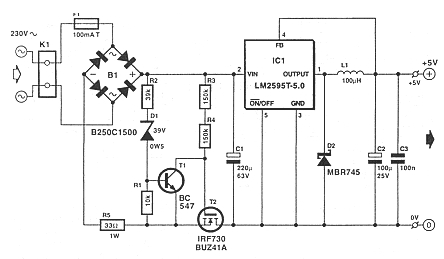 F1
100mA T
230V ~
K1
B1
B250C1500
R2
39k
D1
39V
0W5
R1
10k
R3
150k
R4
150k
T1
BC
547
T2
IRF730
BUZ41A
R5
33Ω
1W
4
FB
IC1
2
VIN
OUTPUT
1
LM2595T-5.0
ON/OFF
GND
5
3
C1
220µ
63V
L1
100µH
D2
MBR745
C2
100µ
25V
C3
100n
+5V
+5V
0V
0